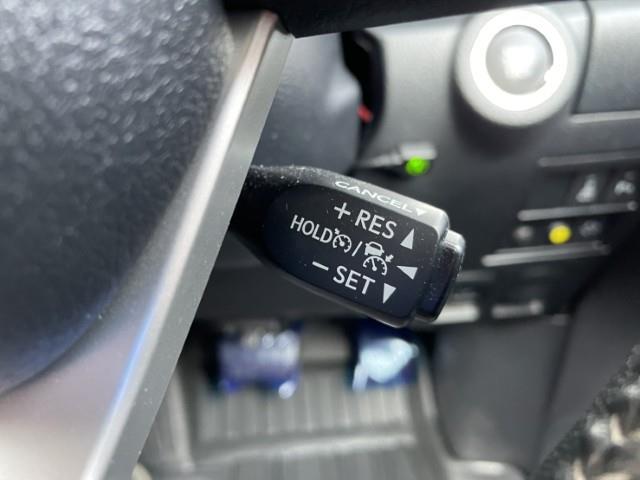 CANCEL
+ RES
HOLD /
− SET